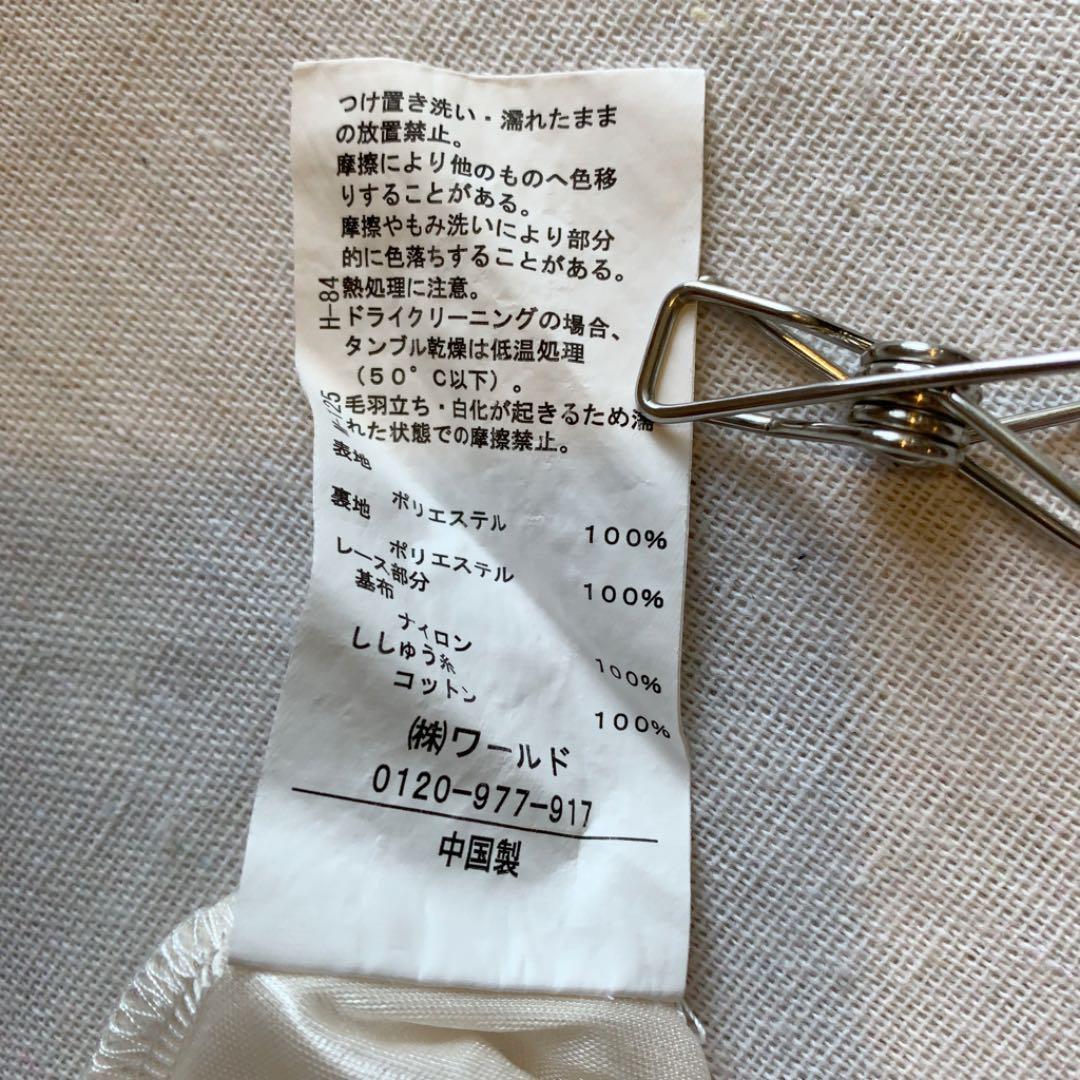 つけ置き洗い・濡れたまま
の放置禁止。
摩擦により他のものへ色移
りすることがある。
摩擦やもみ洗いにより部分
的に色落ちすることがある。
熱処理に注意。
H-84
ドライクリーニングの場合、
タンブル乾燥は低温処理
(50°C以下)。
毛羽立ち・白化が起きるため濡
れた状態での摩擦禁止。
表地
ポリエステル 100%
裏地
ポリエステル 100%
レース部分
基布
ナイロン 100%
ししゅう糸
コットン 100%
㈱ワールド
0120-977-917
中国製